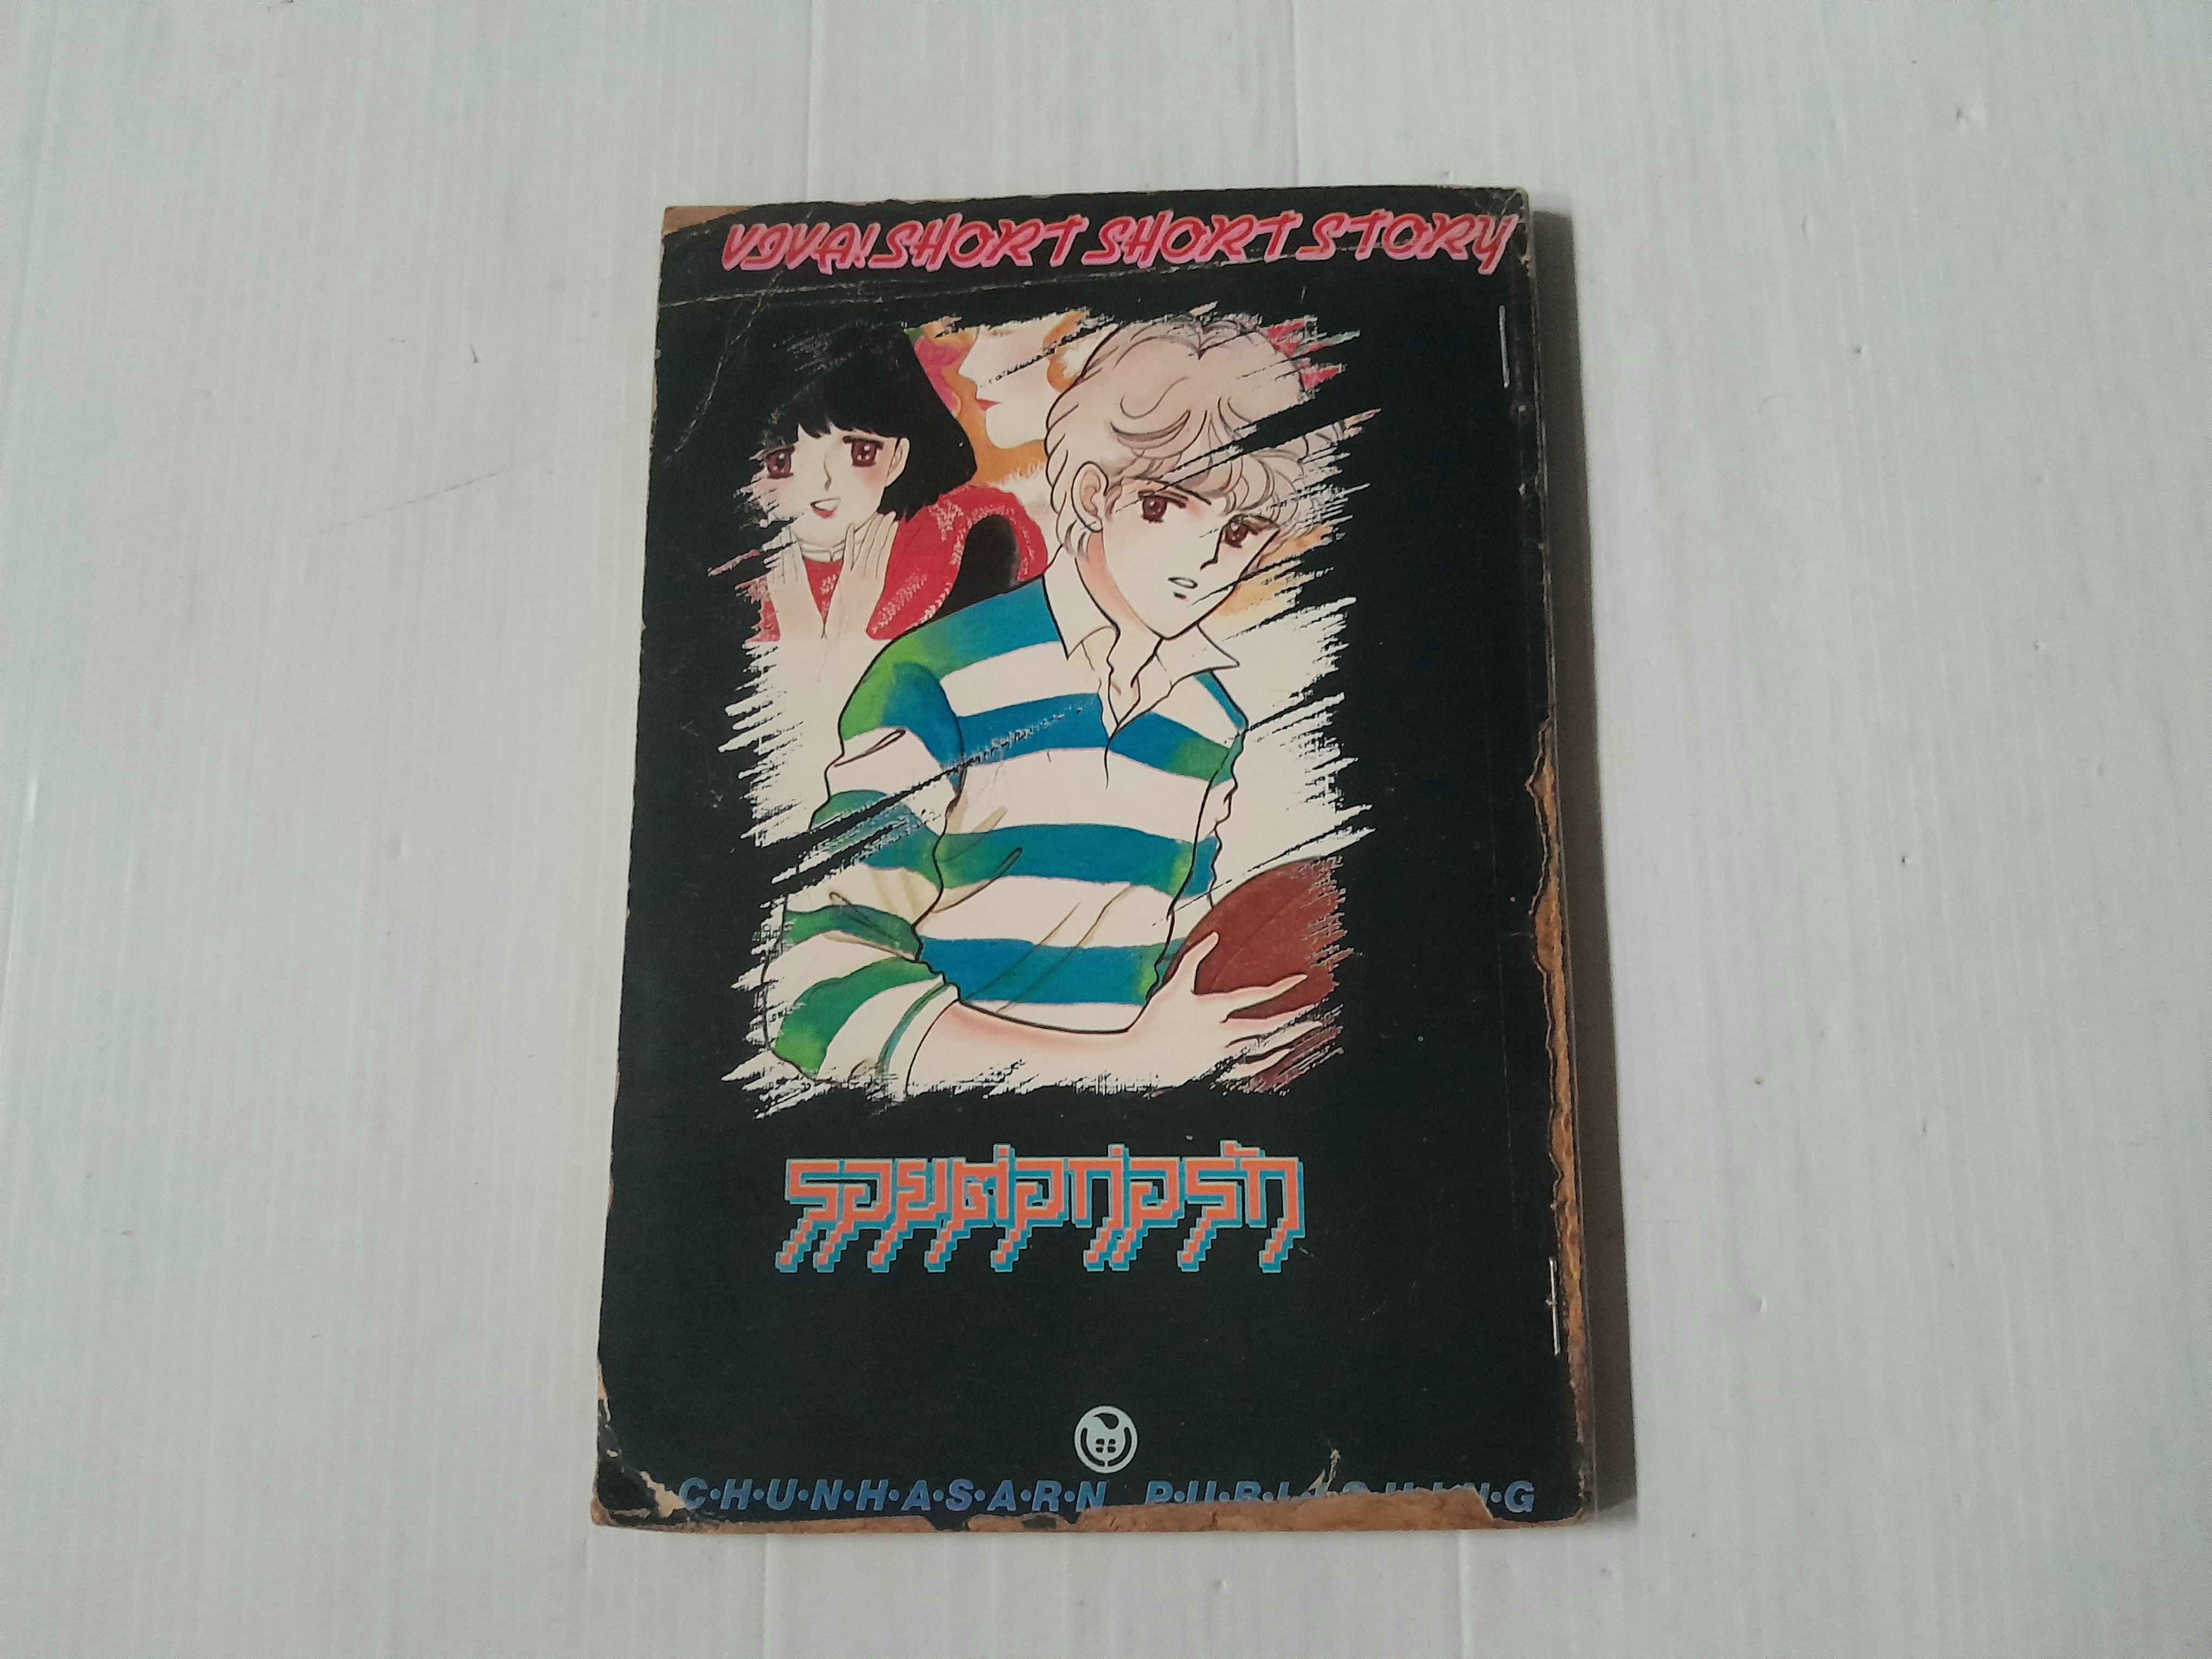 VIVA! SHORT SHORT STORY
รอยต่อก่อรัก
C·H·U·N·H·A·S·A·R·N P·U·B·L·I·S·H·I·N·G